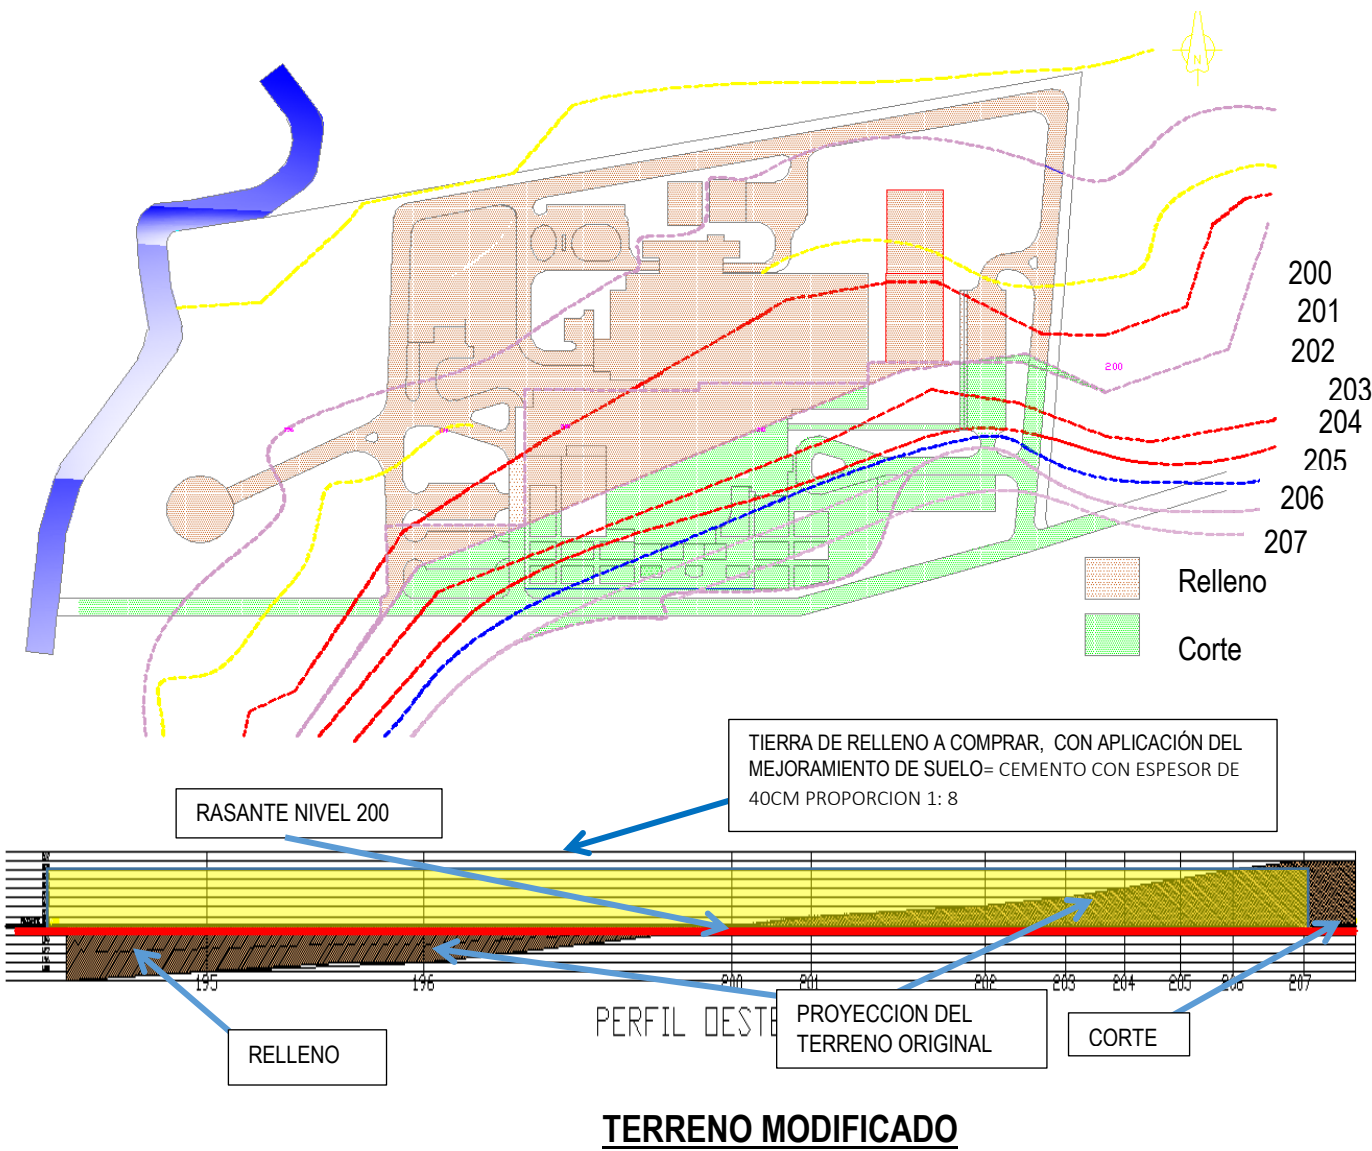 N
200
201
202
203
204
205
206
207
200
Relleno
Corte
TIERRA DE RELLENO A COMPRAR, CON APLICACIÓN DEL
MEJORAMIENTO DE SUELO= CEMENTO CON ESPESOR DE
40CM PROPORCION 1: 8
RASANTE NIVEL 200
195
196
200
201
202
203
204
205
206
207
PERFIL OESTE
PROYECCION DEL
TERRENO ORIGINAL
CORTE
RELLENO
TERRENO MODIFICADO